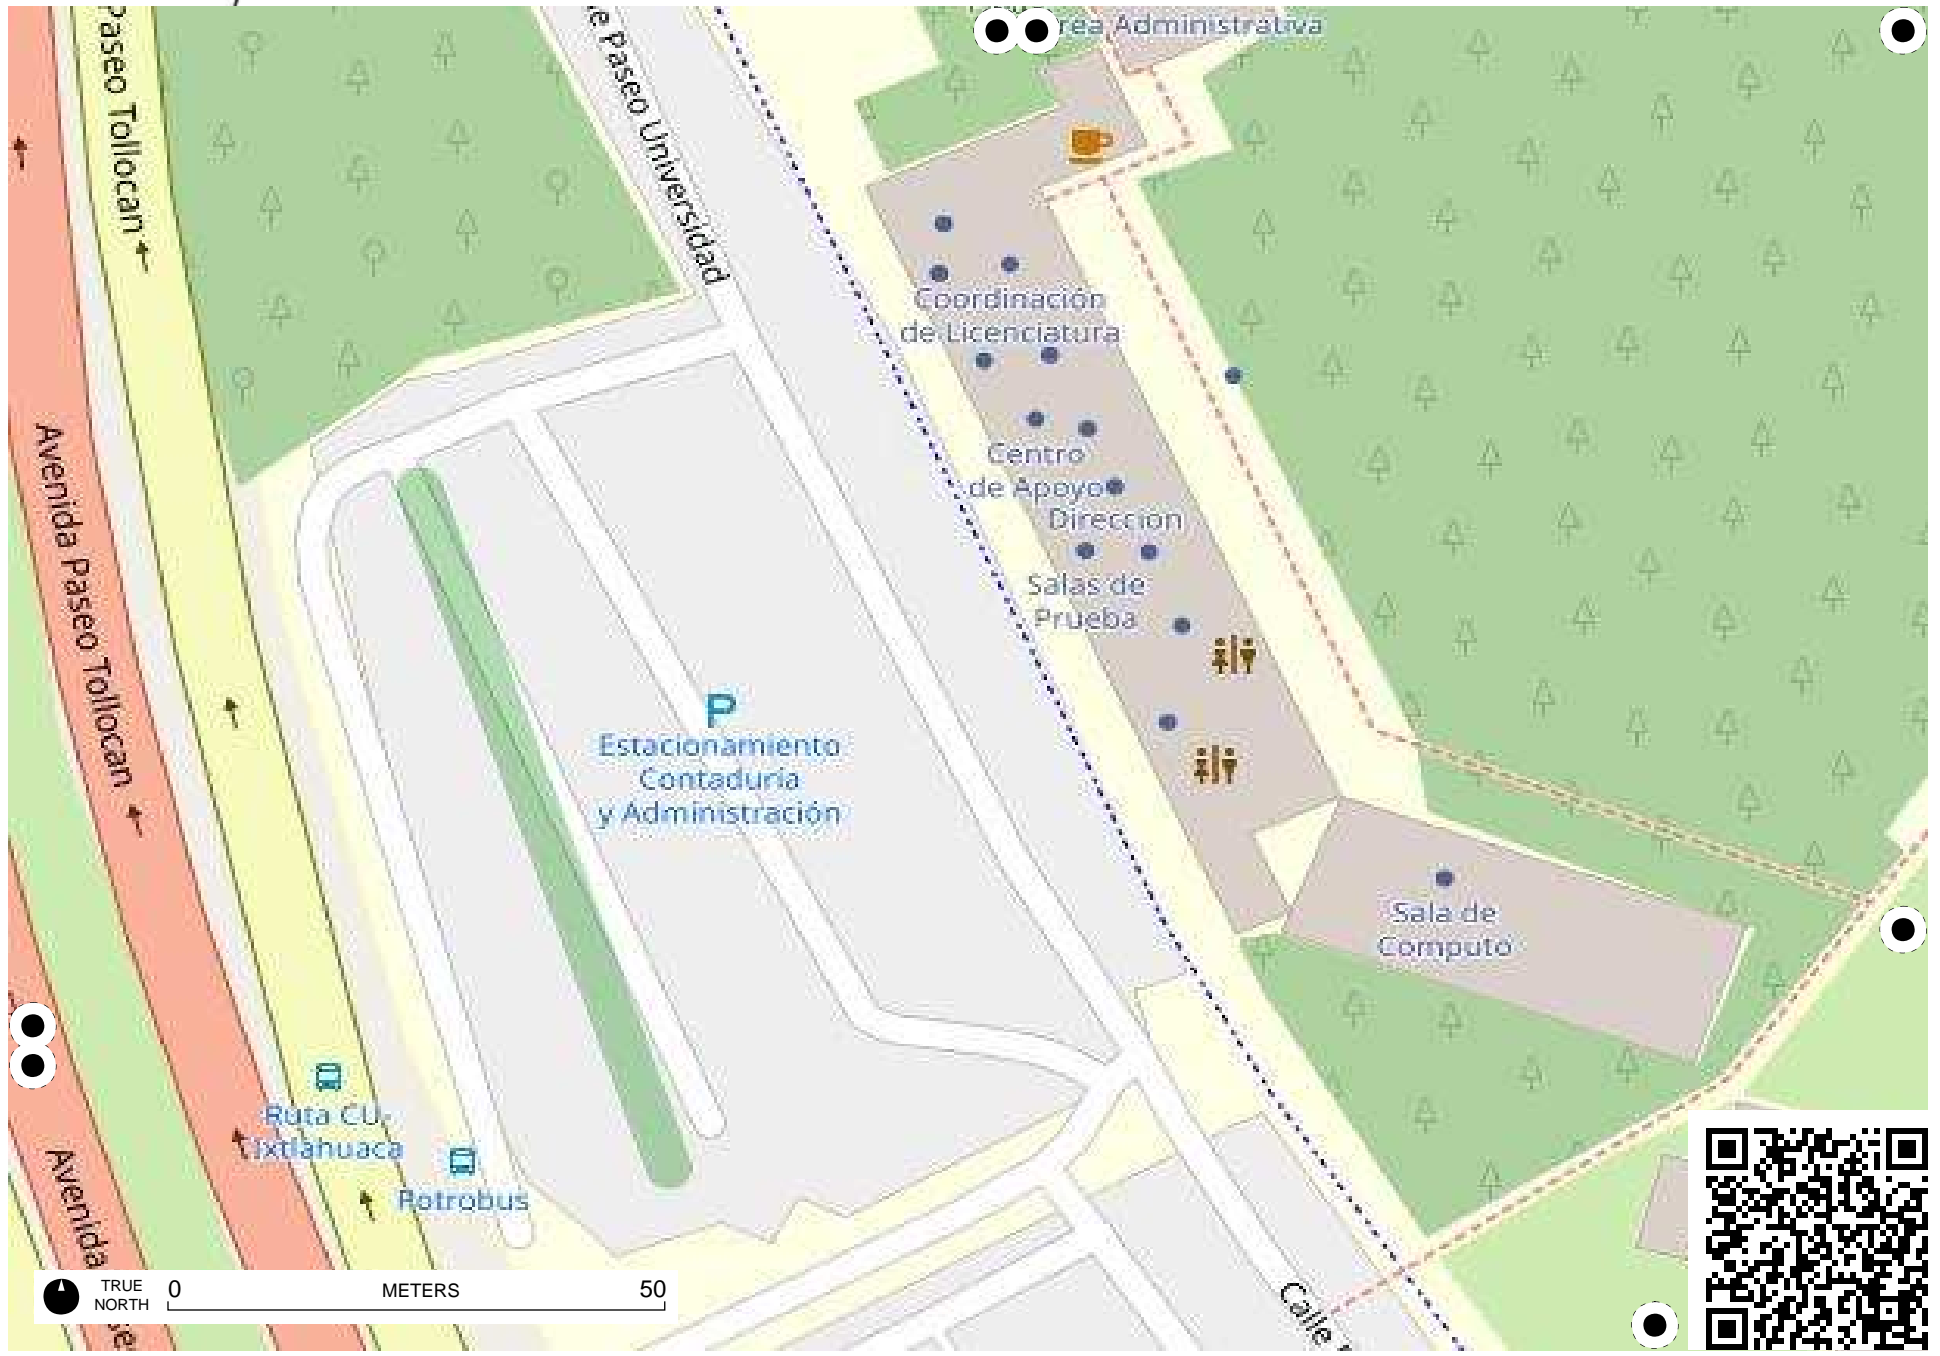 Paseo Tollocan
Paseo Universidad
Área Administrativa
Coordinación
de Licenciatura
Centro
de Apoyo
Dirección
Salas de
Prueba
Avenida Paseo Tollocan
P
Estacionamiento
Contaduría
y Administración
Sala de
Computo
Ruta CU-
Ixtlahuaca
Potrobus
Avenida
Calle
TRUE
NORTH
0
METERS
50